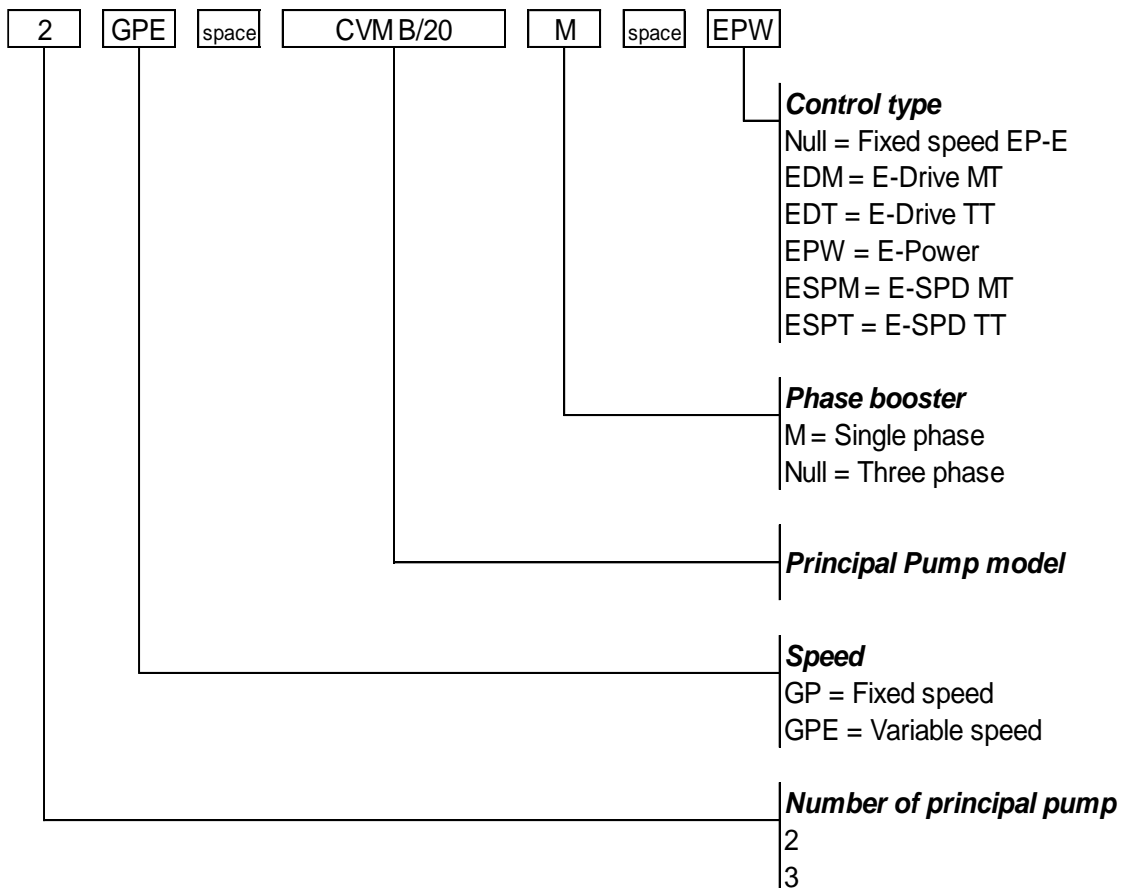 2 GPE space CVM B/20 M space EPW
Control type
Null = Fixed speed EP-E
EDM = E-Drive MT
EDT = E-Drive TT
EPW = E-Power
ESPM = E-SPD MT
ESPT = E-SPD TT
Phase booster
M = Single phase
Null = Three phase
Principal Pump model
Speed
GP = Fixed speed
GPE = Variable speed
Number of principal pump
2
3